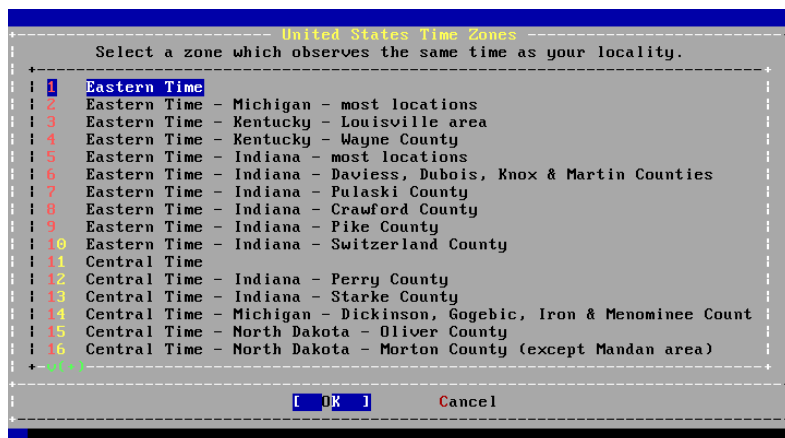 United States Time Zones
Select a zone which observes the same time as your locality.
1 Eastern Time
2 Eastern Time - Michigan - most locations
3 Eastern Time - Kentucky - Louisville area
4 Eastern Time - Kentucky - Wayne County
5 Eastern Time - Indiana - most locations
6 Eastern Time - Indiana - Daviess, Dubois, Knox & Martin Counties
7 Eastern Time - Indiana - Pulaski County
8 Eastern Time - Indiana - Crawford County
9 Eastern Time - Indiana - Pike County
10 Eastern Time - Indiana - Switzerland County
11 Central Time
12 Central Time - Indiana - Perry County
13 Central Time - Indiana - Starke County
14 Central Time - Michigan - Dickinson, Gogebic, Iron & Menominee Count
15 Central Time - North Dakota - Oliver County
16 Central Time - North Dakota - Morton County (except Mandan area)
v(+)
[ OK ] Cancel